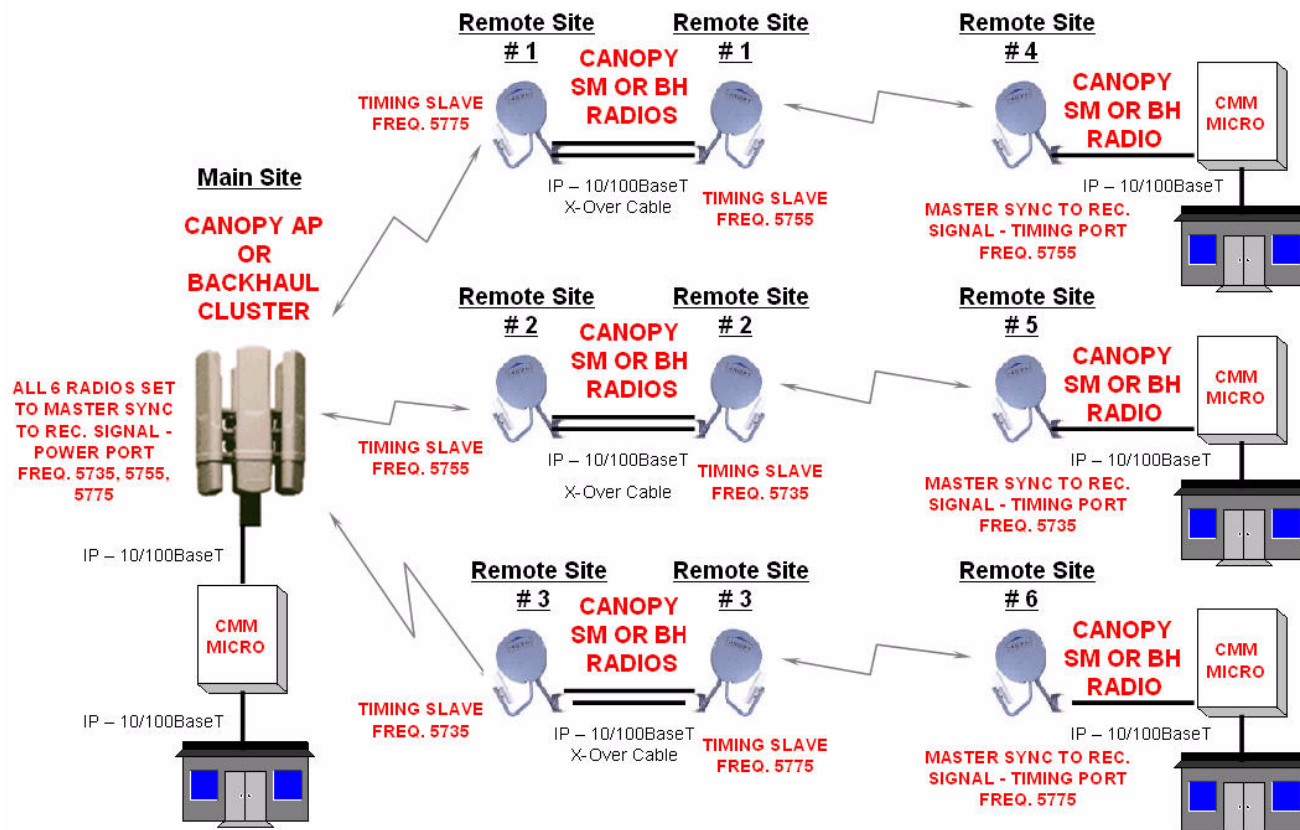 Main Site
CANOPY AP
OR
BACKHAUL
CLUSTER
ALL 6 RADIOS SET
TO MASTER SYNC
TO REC. SIGNAL -
POWER PORT
FREQ. 5735, 5755,
5775
IP – 10/100BaseT
CMM
MICRO
IP – 10/100BaseT
Remote Site
# 1
TIMING SLAVE
FREQ. 5775
CANOPY
SM OR BH
RADIOS
IP – 10/100BaseT
X-Over Cable
Remote Site
# 1
TIMING SLAVE
FREQ. 5755
Remote Site
# 4
CANOPY
SM OR BH
RADIO
CMM
MICRO
IP – 10/100BaseT
MASTER SYNC TO REC.
SIGNAL - TIMING PORT
FREQ. 5755
Remote Site
# 2
TIMING SLAVE
FREQ. 5755
CANOPY
SM OR BH
RADIOS
IP – 10/100BaseT
X-Over Cable
Remote Site
# 2
TIMING SLAVE
FREQ. 5735
Remote Site
# 5
CANOPY
SM OR BH
RADIO
CMM
MICRO
IP – 10/100BaseT
MASTER SYNC TO REC.
SIGNAL - TIMING PORT
FREQ. 5735
Remote Site
# 3
TIMING SLAVE
FREQ. 5735
CANOPY
SM OR BH
RADIOS
IP – 10/100BaseT
X-Over Cable
Remote Site
# 3
TIMING SLAVE
FREQ. 5775
Remote Site
# 6
CANOPY
SM OR BH
RADIO
CMM
MICRO
IP – 10/100BaseT
MASTER SYNC TO REC.
SIGNAL - TIMING PORT
FREQ. 5775